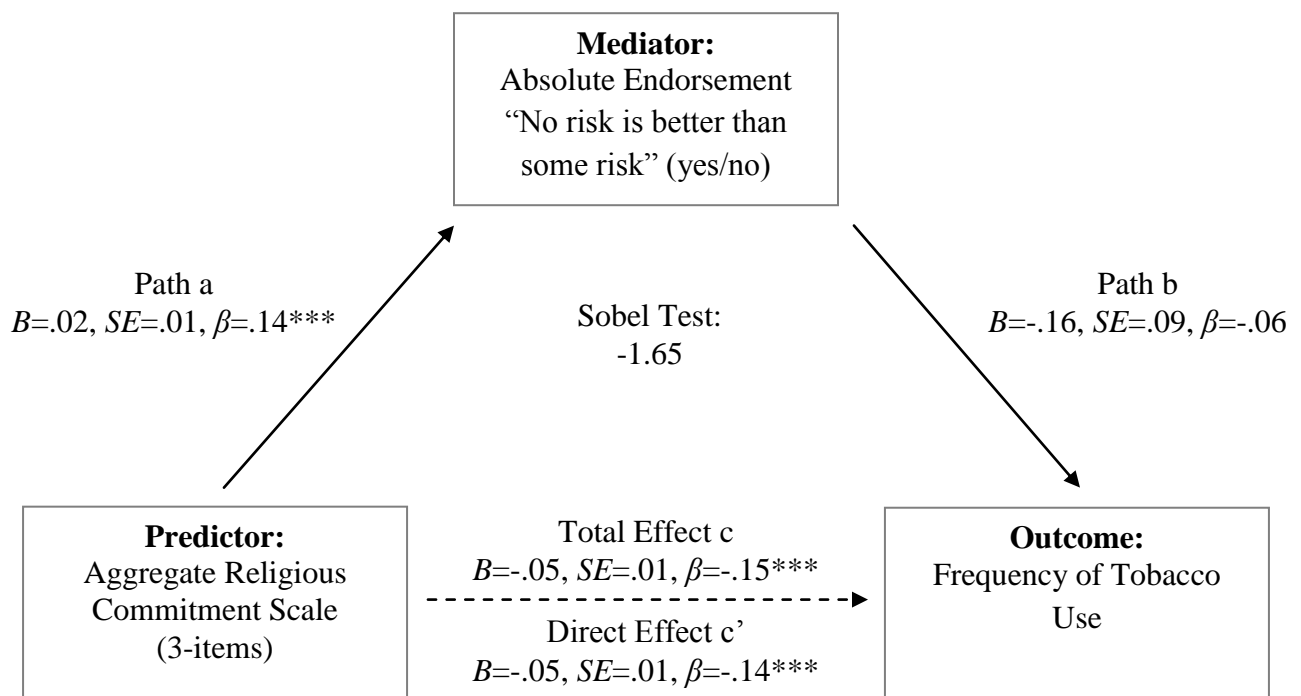 Mediator:
Absolute Endorsement
“No risk is better than
some risk” (yes/no)
Path a
B=.02, SE=.01, β=.14***
Sobel Test:
-1.65
Path b
B=-.16, SE=.09, β=-.06
Predictor:
Aggregate Religious
Commitment Scale
(3-items)
Total Effect c
B=-.05, SE=.01, β=-.15***
Direct Effect c’
B=-.05, SE=.01, β=-.14***
Outcome:
Frequency of Tobacco
Use